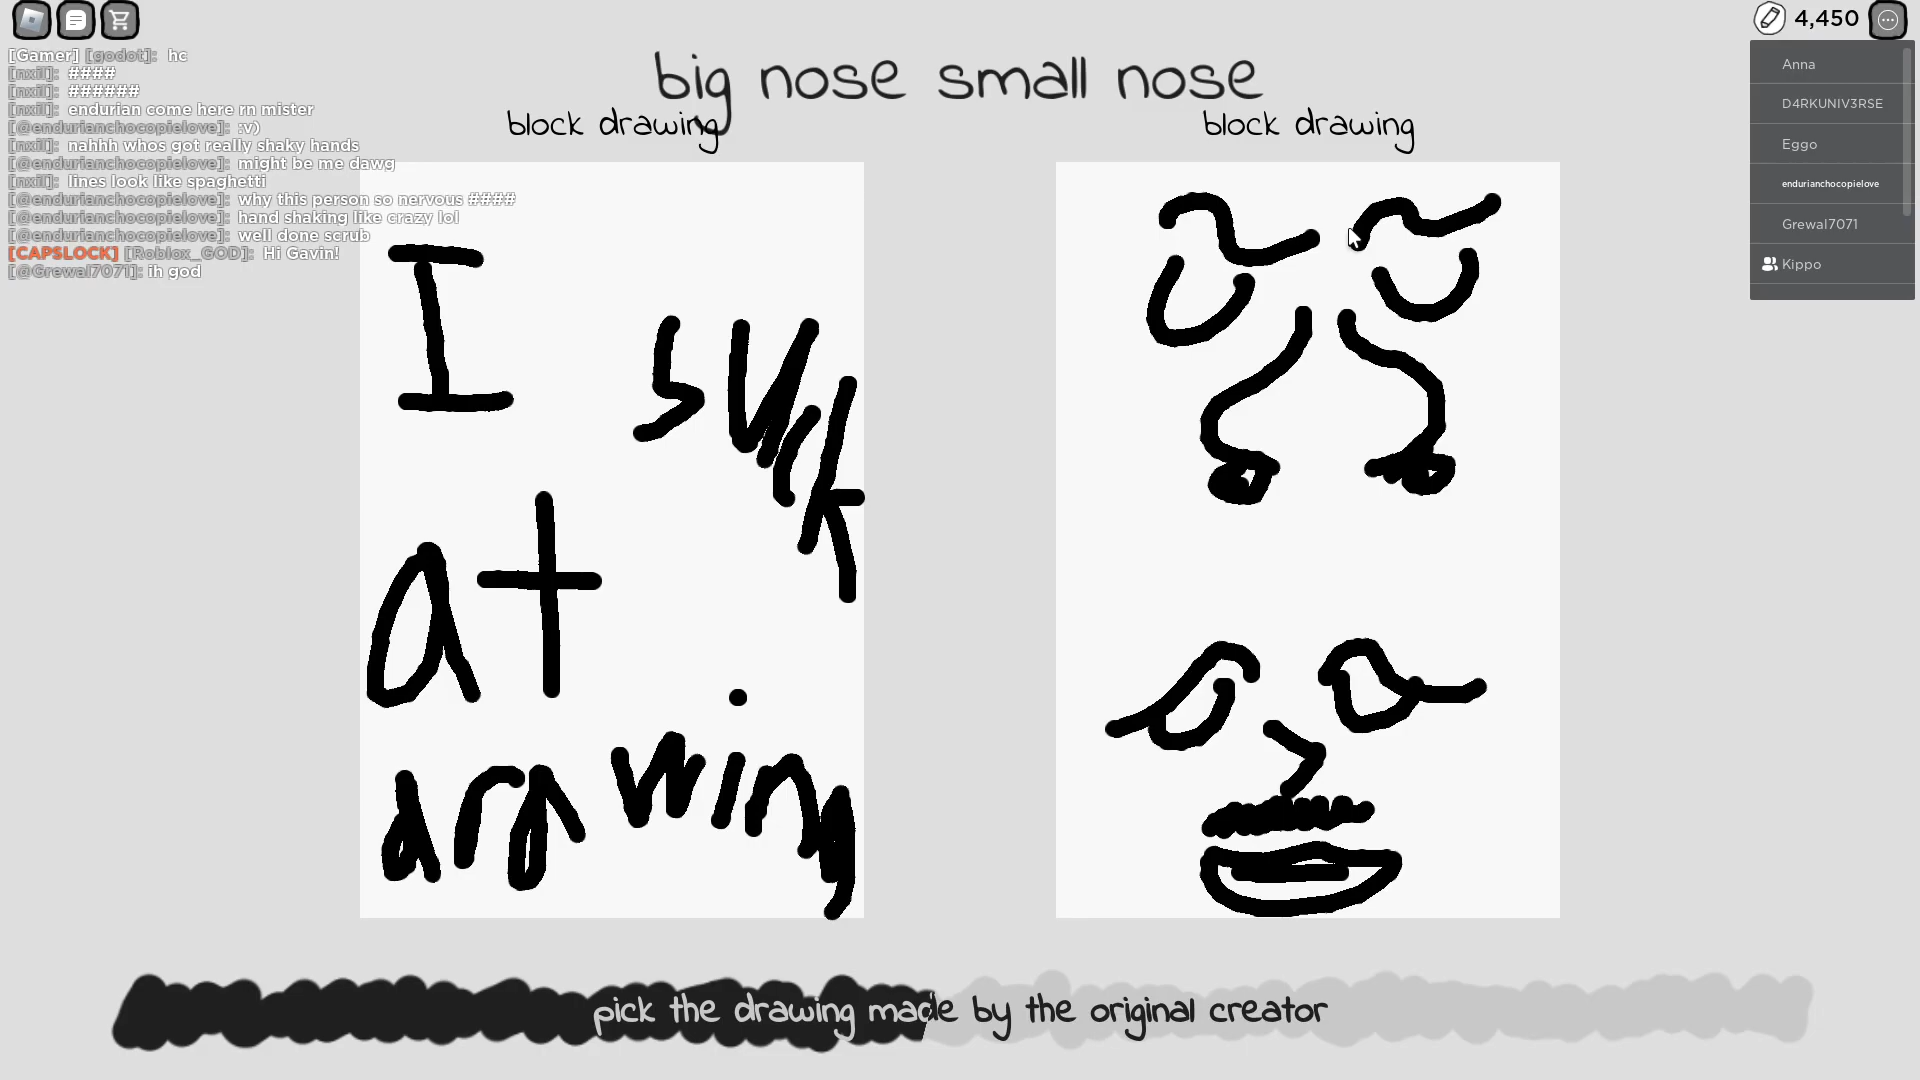 4,450
[Gamer] [godot]: hc
[nxil]: ####
[nxil]: ######
[nxil]: endurian come here rn mister
[@endurianchocopielove]: :v)
[nxil]: nahhh whos got really shaky hands
[@endurianchocopielove]: might be me dawg
[nxil]: lines look like spaghetti
[@endurianchocopielove]: why this person so nervous ####
[@endurianchocopielove]: hand shaking like crazy lol
[@endurianchocopielove]: well done scrub
[CAPSLOCK] [Roblox_GOD]: Hi Gavin!
[@Grewal7071]: ih god
big nose small nose
block drawing
block drawing
Anna
D4RKUNIV3RSE
Eggo
endurianchocopielove
Grewal7071
Kippo
I suck
at
drawing
pick the drawing made by the original creator